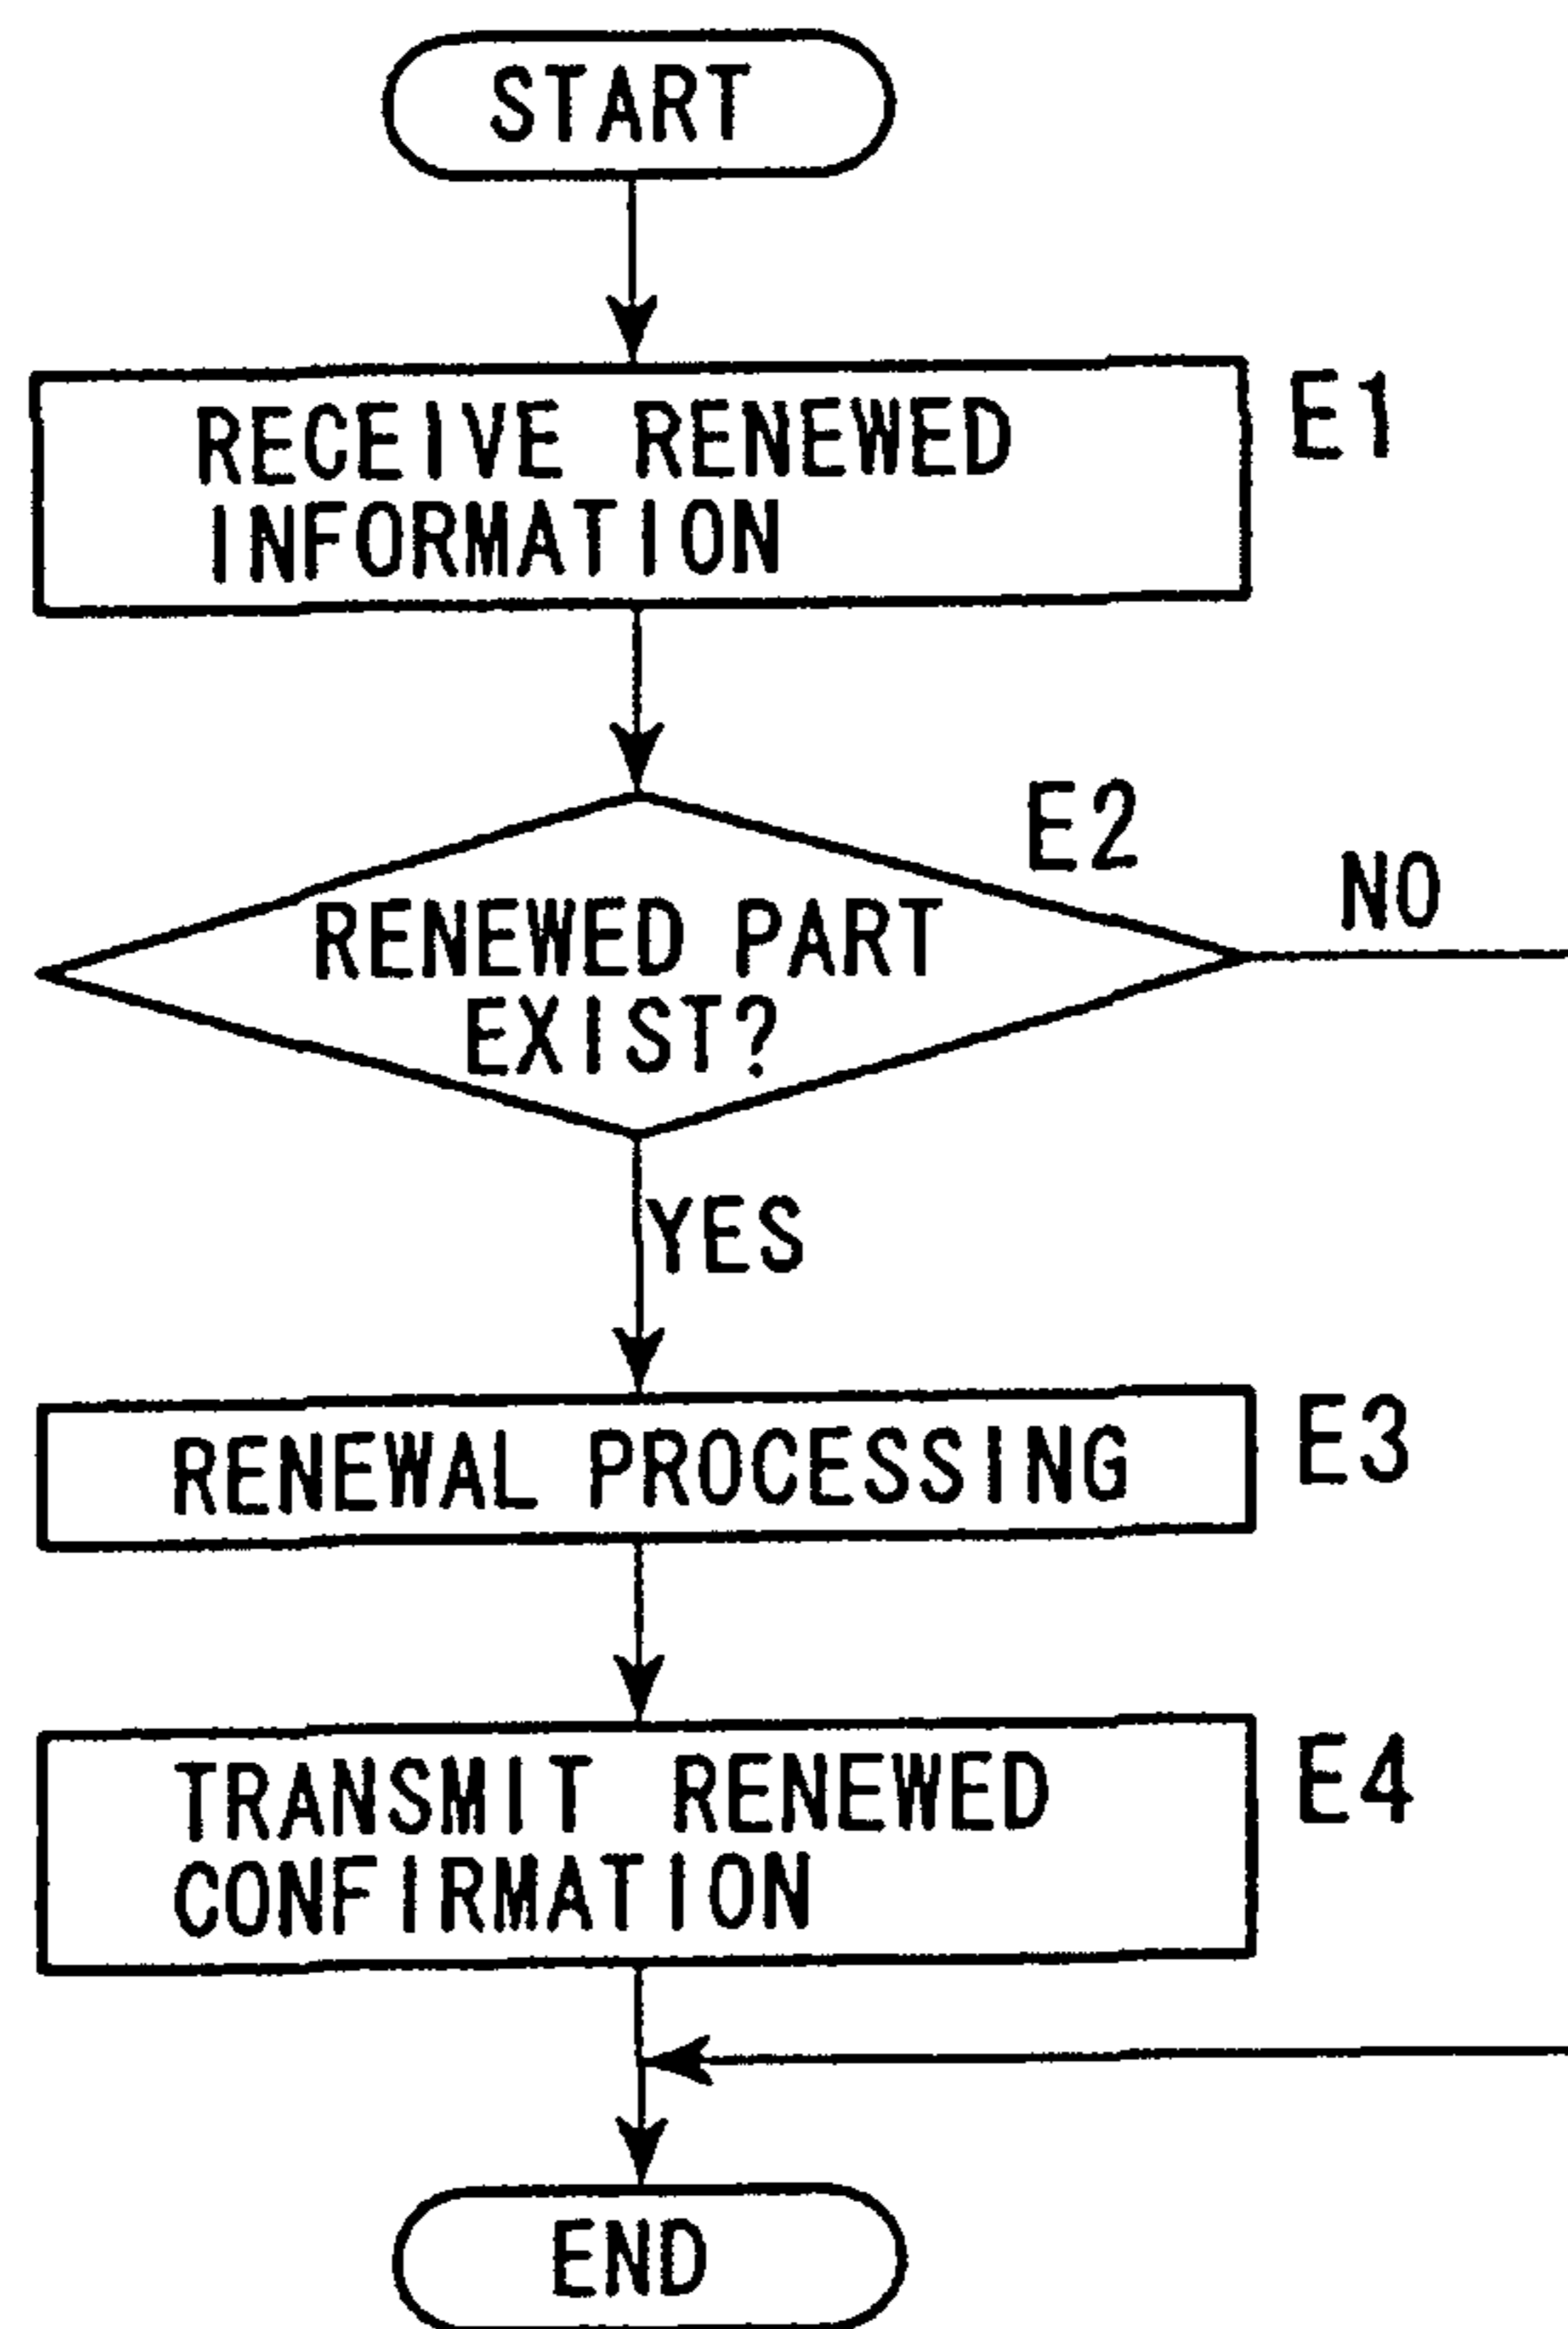 START
RECEIVE RENEWED
INFORMATION
E1
E2
RENEWED PART
EXIST?
NO
YES
RENEWAL PROCESSING
E3
TRANSMIT RENEWED
CONFIRMATION
E4
END